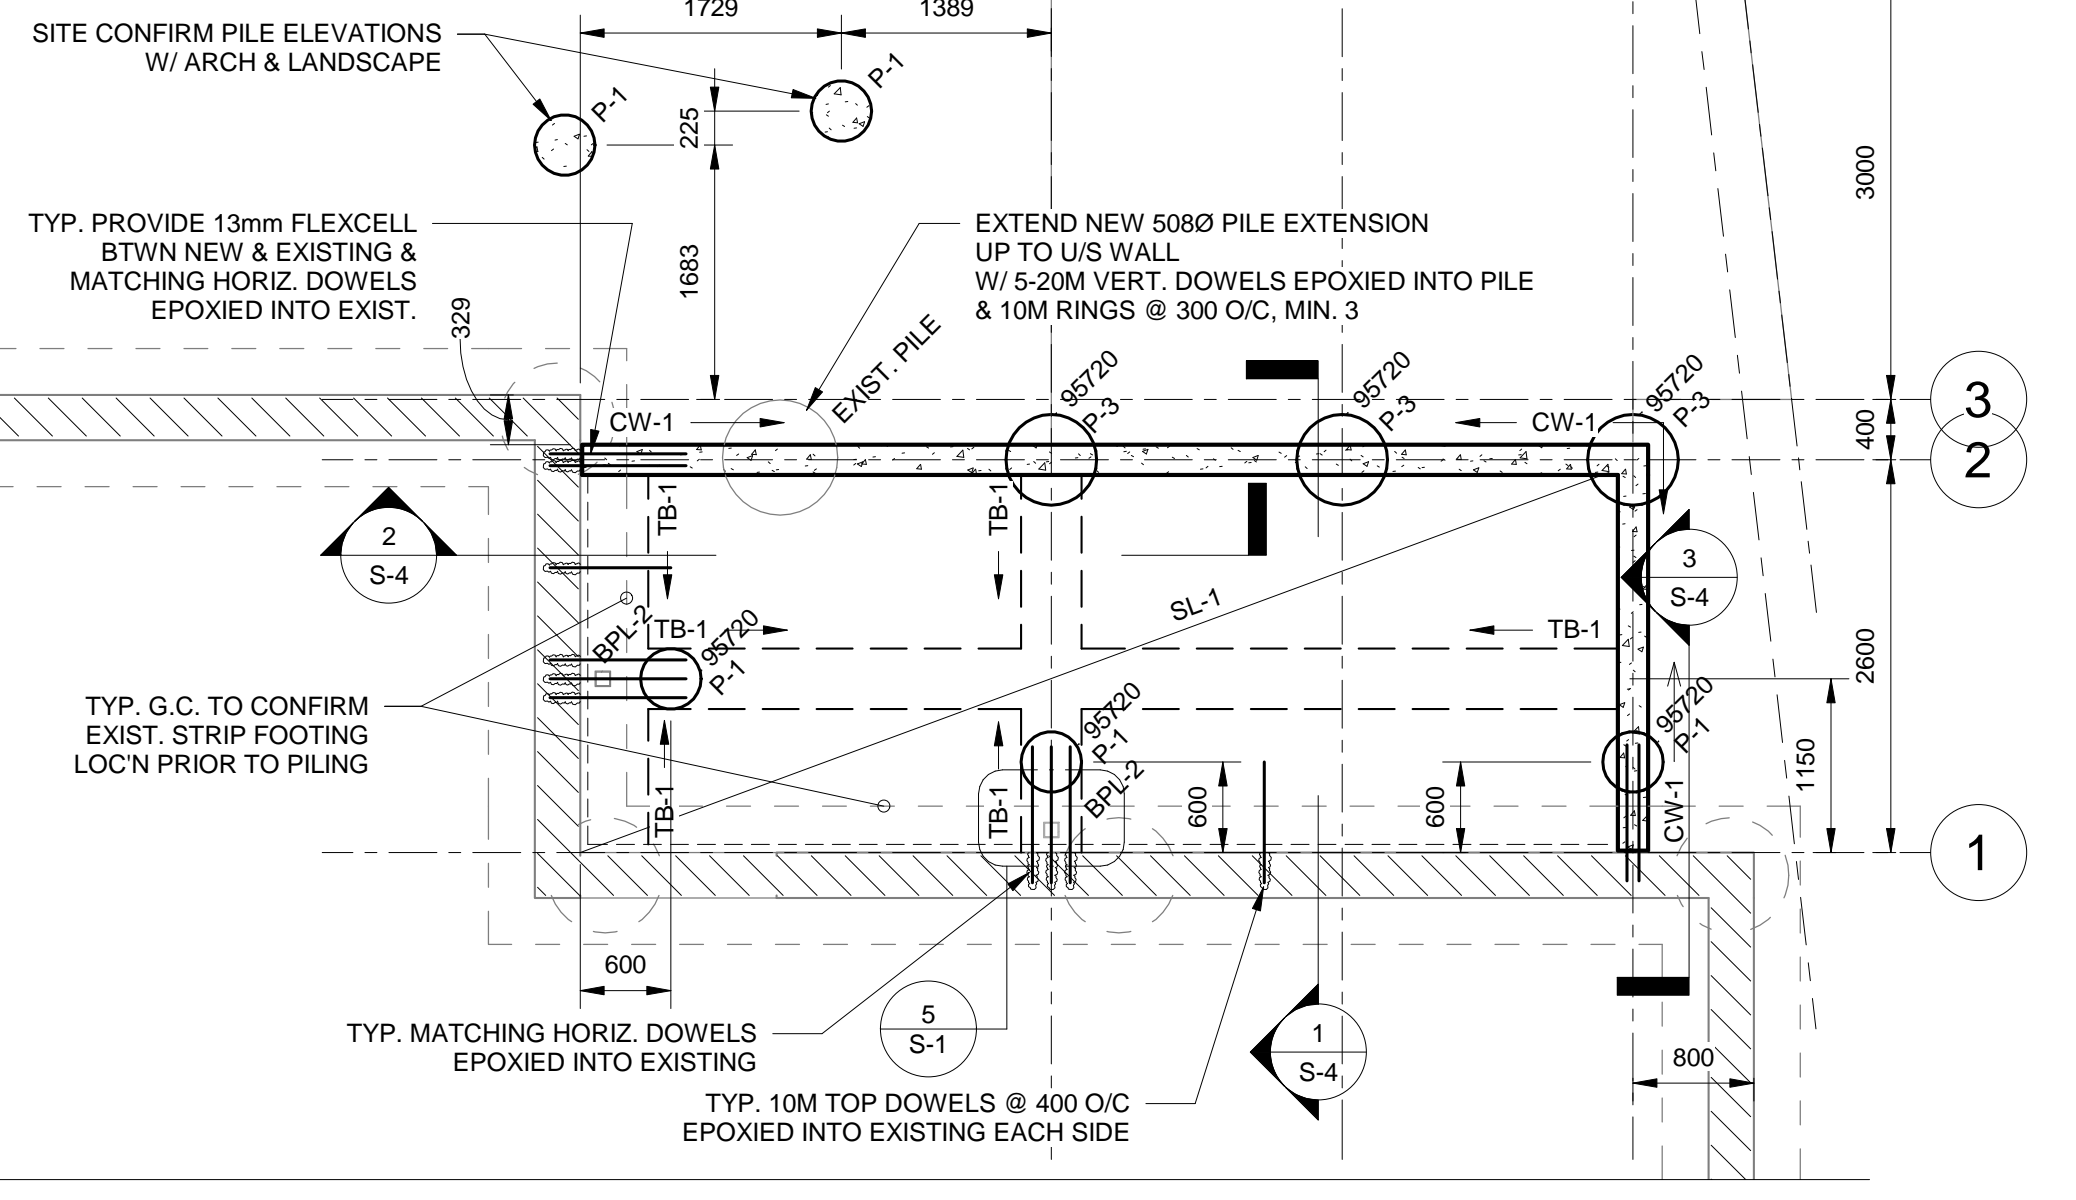 1729
1389
SITE CONFIRM PILE ELEVATIONS
W/ ARCH & LANDSCAPE
P-1
P-1
225
3000
TYP. PROVIDE 13mm FLEXCELL
BTWN NEW & EXISTING &
MATCHING HORIZ. DOWELS
EPOXIED INTO EXIST.
1683
EXTEND NEW 508Ø PILE EXTENSION
UP TO U/S WALL
W/ 5-20M VERT. DOWELS EPOXIED INTO PILE
& 10M RINGS @ 300 O/C, MIN. 3
329
EXIST. PILE
95720
P-3
95720
P-3
95720
P-3
3
400
2
CW-1
CW-1
TB-1
TB-1
2
S-4
3
S-4
SL-1
BPL-2
TB-1
95720
P-1
TB-1
2600
TYP. G.C. TO CONFIRM
EXIST. STRIP FOOTING
LOC'N PRIOR TO PILING
95720
P-1
BPL-2
95720
P-1
1150
TB-1
TB-1
600
600
CW-1
1
600
TYP. MATCHING HORIZ. DOWELS
EPOXIED INTO EXISTING
5
S-1
1
S-4
800
TYP. 10M TOP DOWELS @ 400 O/C
EPOXIED INTO EXISTING EACH SIDE